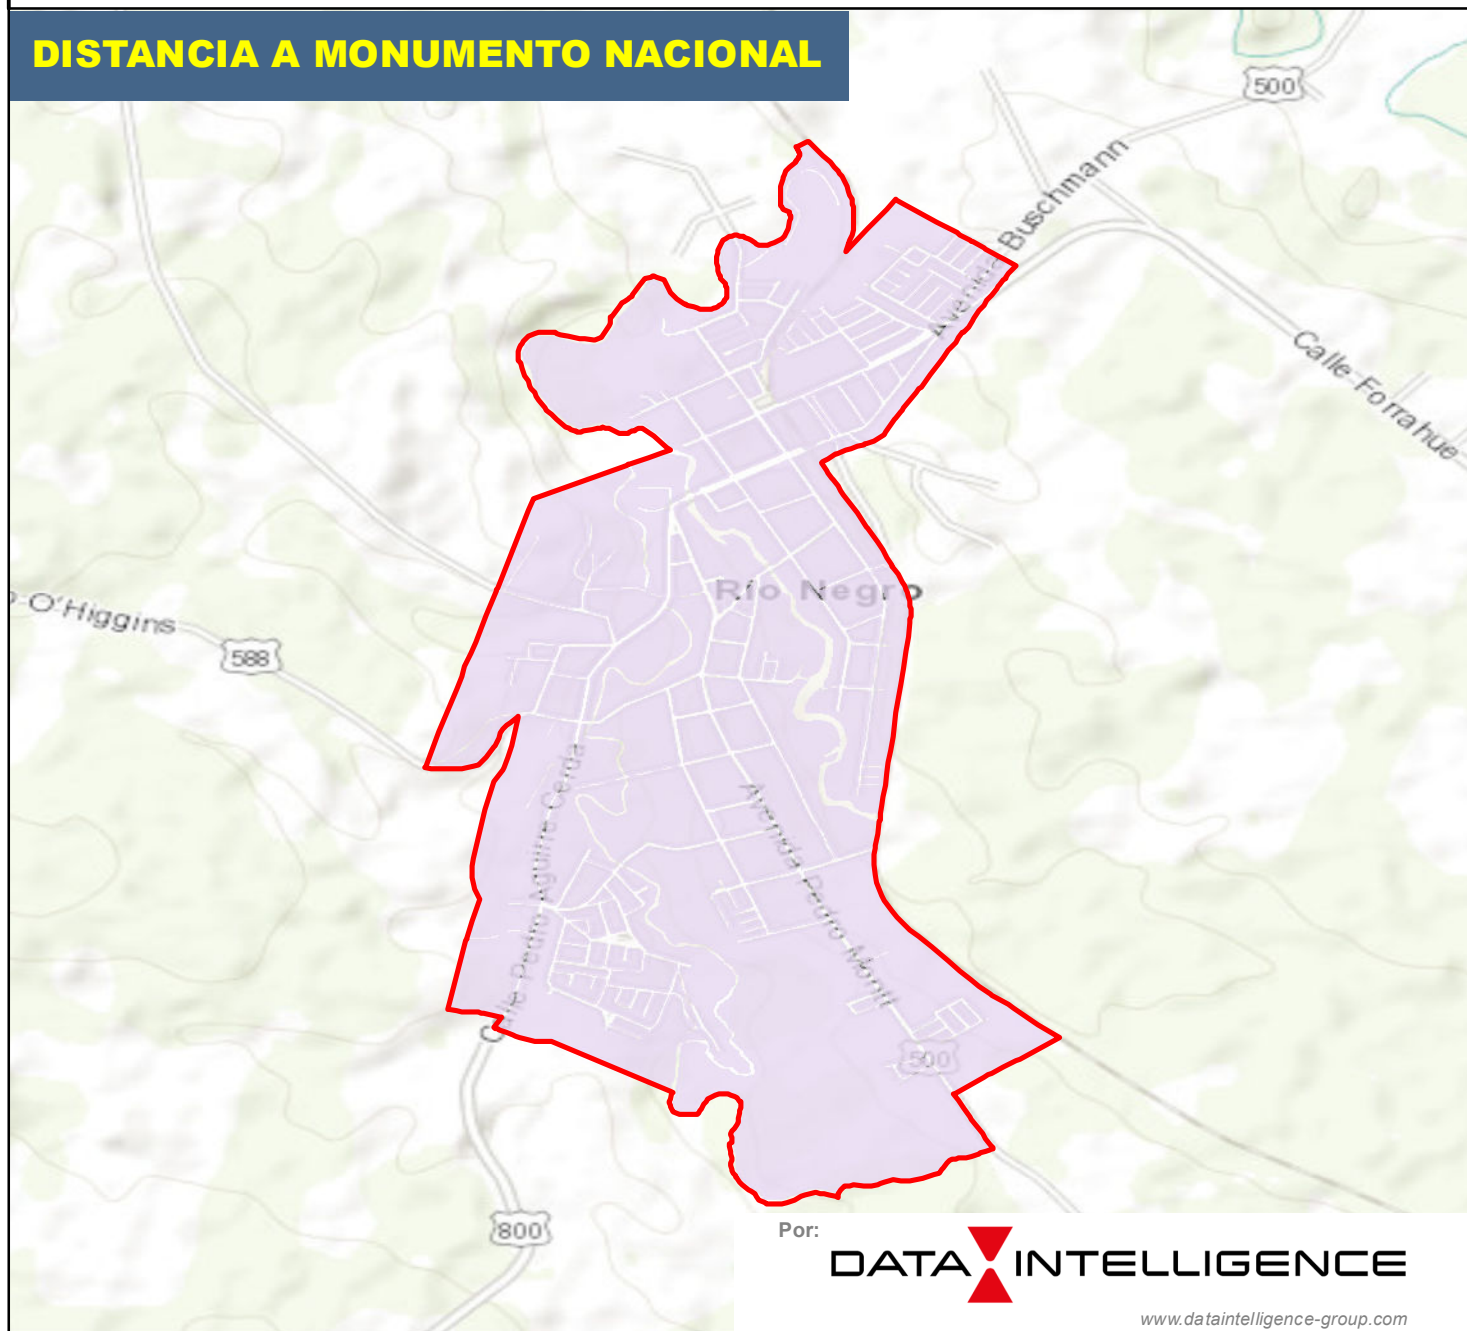 DISTANCIA A MONUMENTO NACIONAL
500
Avenida Buschmann
Calle Forrahue
Río Negro
O'Higgins
588
Calle Pedro Aguirre Cerda
Avenida Pedro Montt
500
800
Por:
DATA INTELLIGENCE
www.dataintelligence-group.com